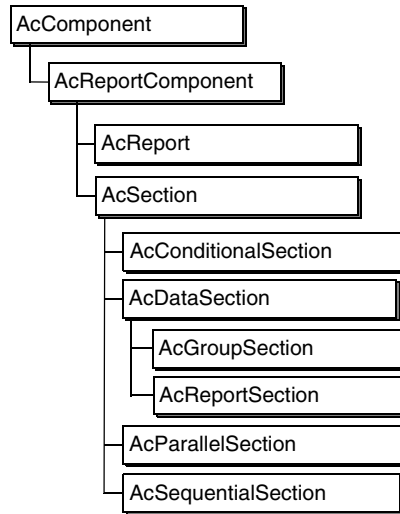 AcComponent
AcReportComponent
AcReport
AcSection
AcConditionalSection
AcDataSection
AcGroupSection
AcReportSection
AcParallelSection
AcSequentialSection